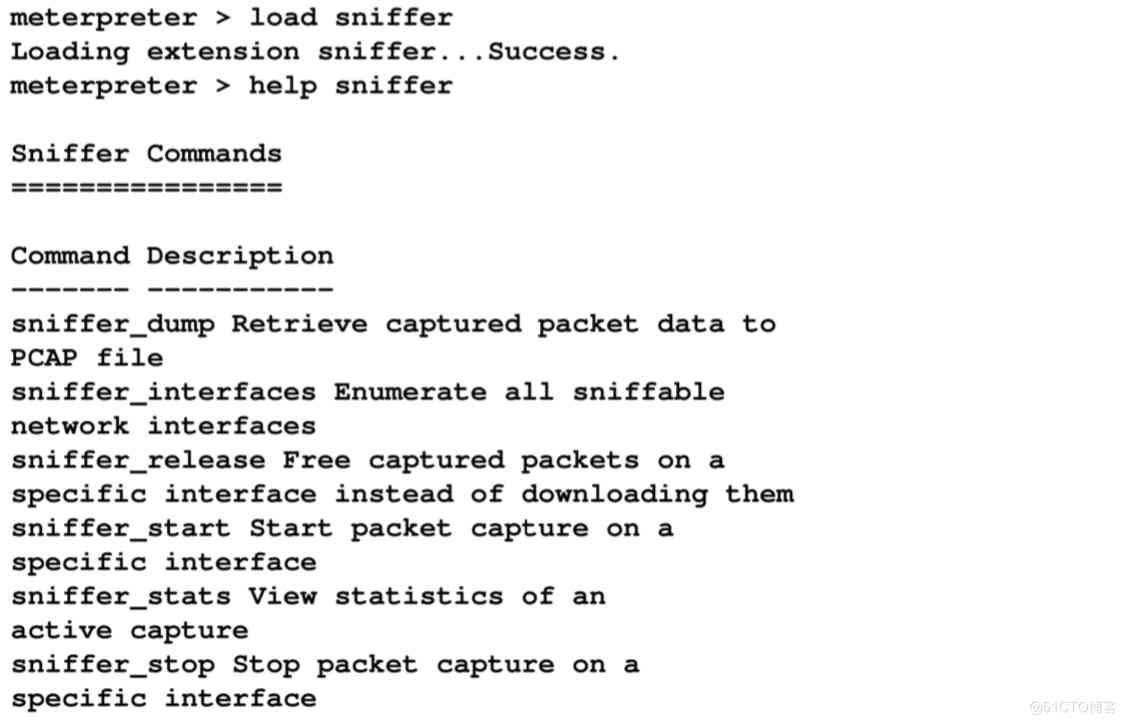 meterpreter > load sniffer
Loading extension sniffer...Success.
meterpreter > help sniffer
Sniffer Commands
================
Command Description
------- -----------
sniffer_dump Retrieve captured packet data to
PCAP file
sniffer_interfaces Enumerate all sniffable
network interfaces
sniffer_release Free captured packets on a
specific interface instead of downloading them
sniffer_start Start packet capture on a
specific interface
sniffer_stats View statistics of an
active capture
sniffer_stop Stop packet capture on a
specific interface
@51CTO博客